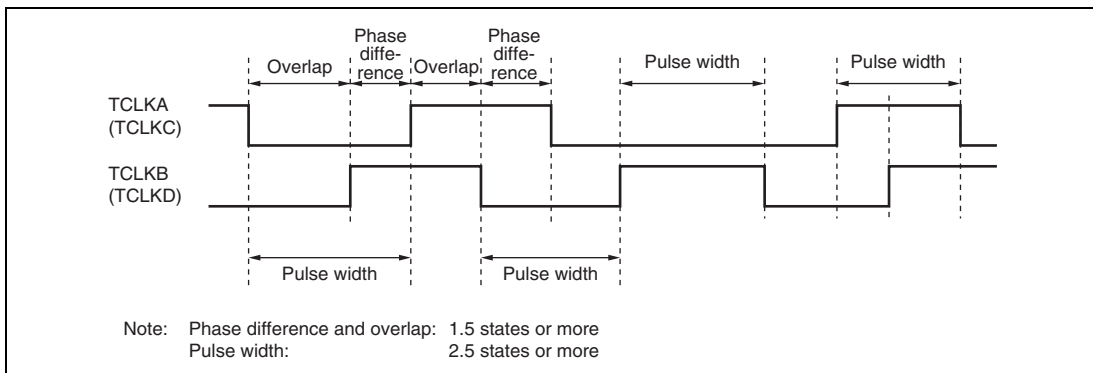 Phase
diffe-
rence
Phase
diffe-
rence
Overlap
Overlap
Pulse width
Pulse width
TCLKA
(TCLKC)
TCLKB
(TCLKD)
Pulse width
Pulse width
Note: Phase difference and overlap: 1.5 states or more
Pulse width: 2.5 states or more